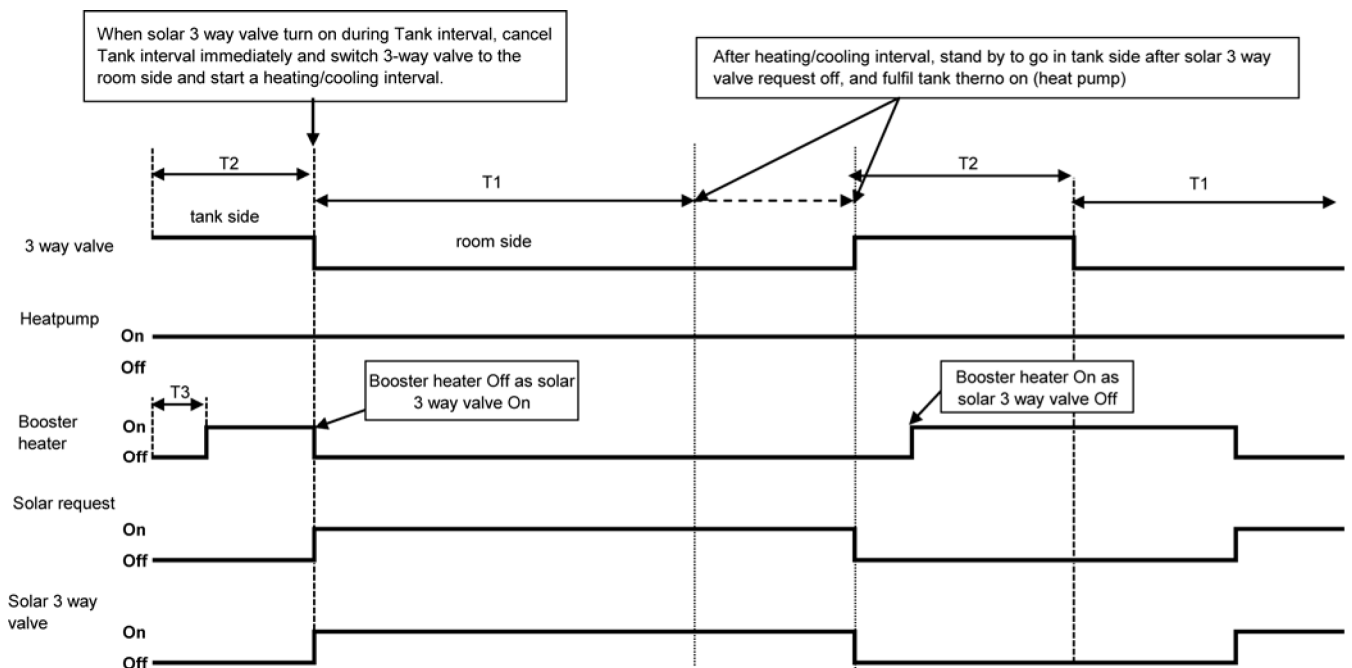 When solar 3 way valve turn on during Tank interval, cancel
Tank interval immediately and switch 3-way valve to the
room side and start a heating/cooling interval.
After heating/cooling interval, stand by to go in tank side after solar 3 way
valve request off, and fulfil tank therno on (heat pump)
T2
T1
T2
T1
tank side
room side
3 way valve
Heatpump
On
Off
T3
Booster heater Off as solar
3 way valve On
Booster heater On as
solar 3 way valve Off
Booster
heater
On
Off
Solar request
On
Off
Solar 3 way
valve
On
Off